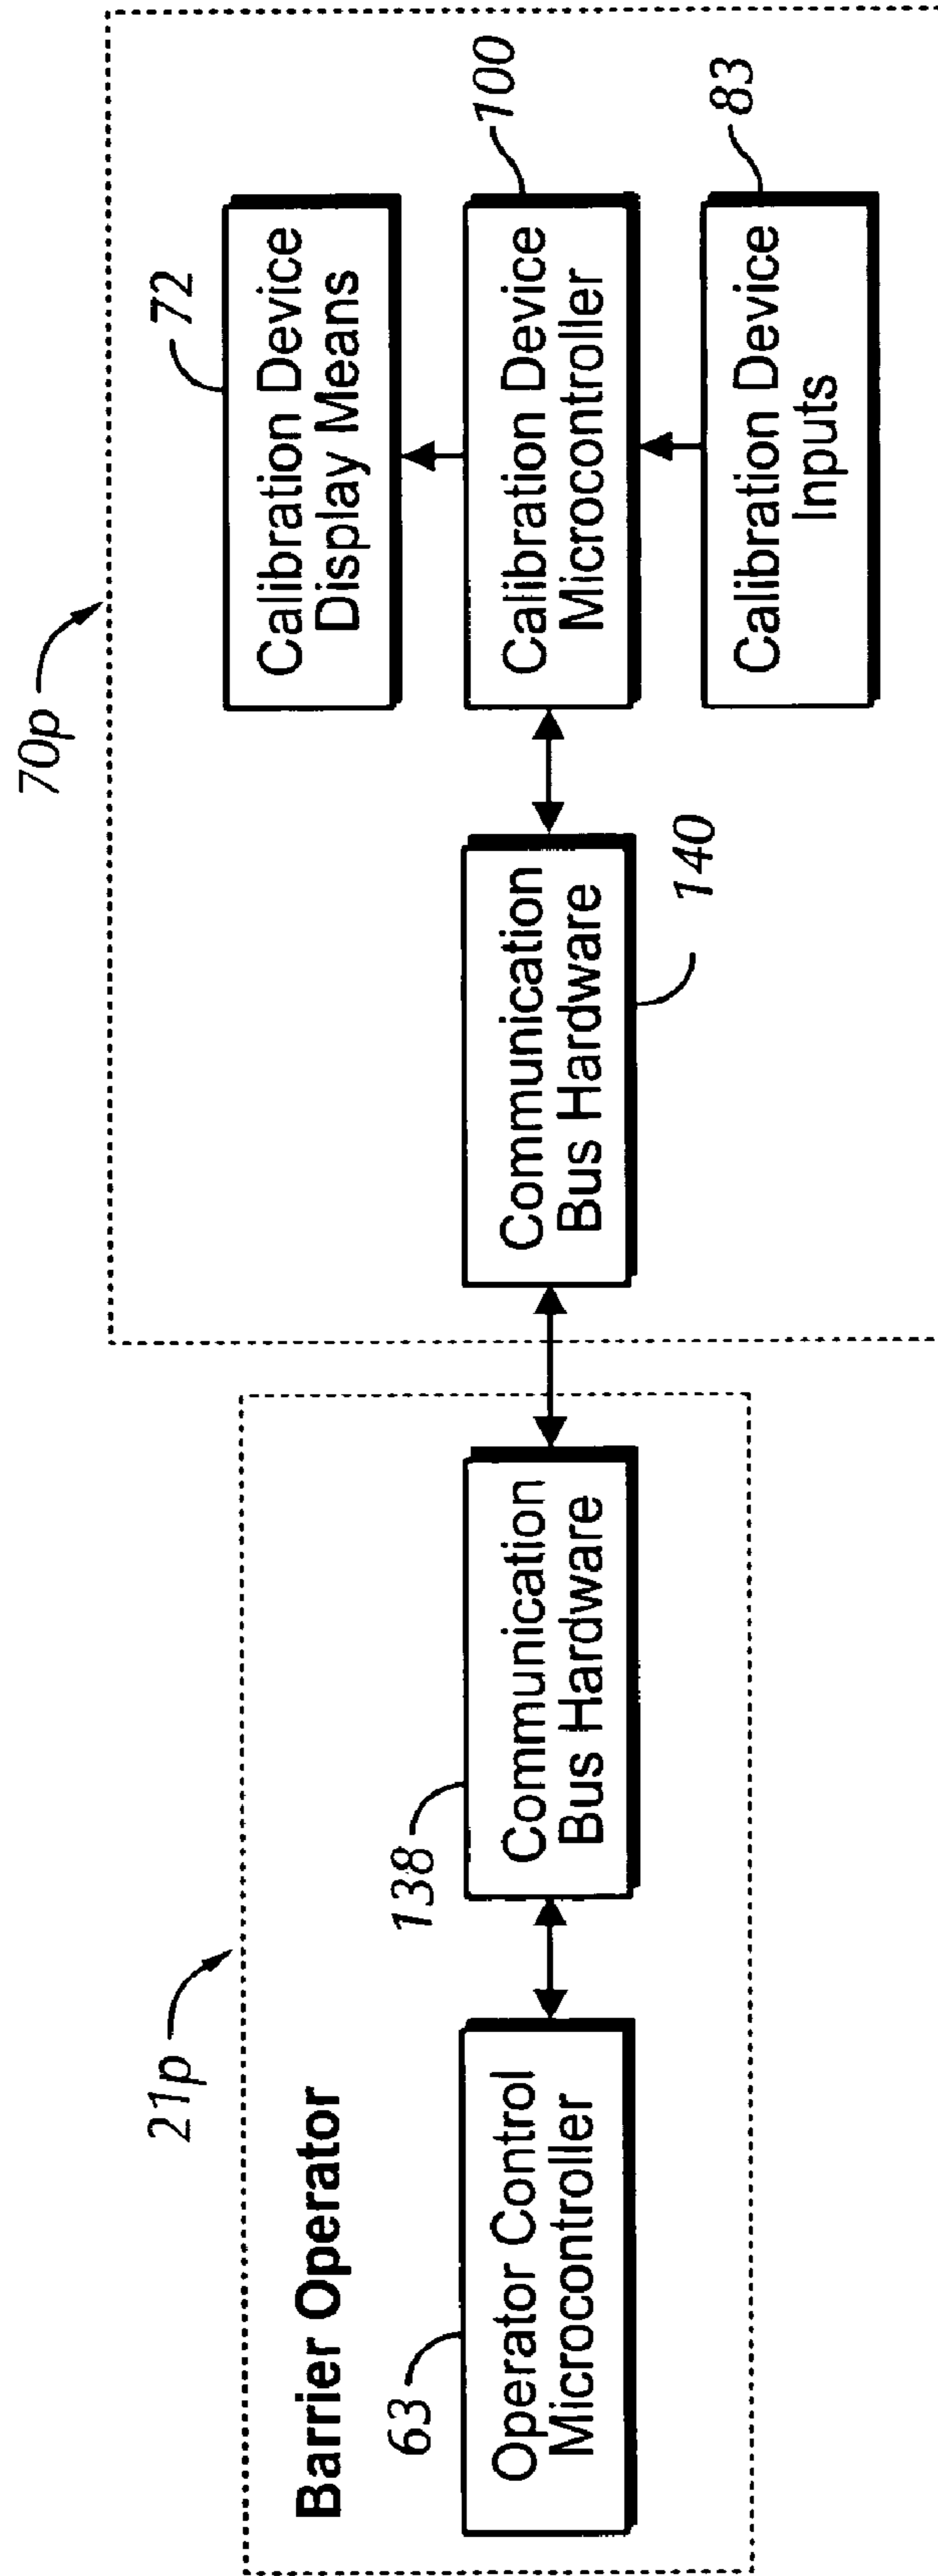 21p
70p
Barrier Operator
63
Operator Control
Microcontroller
138
Communication
Bus Hardware
Communication
Bus Hardware
140
72
Calibration Device
Display Means
100
Calibration Device
Microcontroller
83
Calibration Device
Inputs